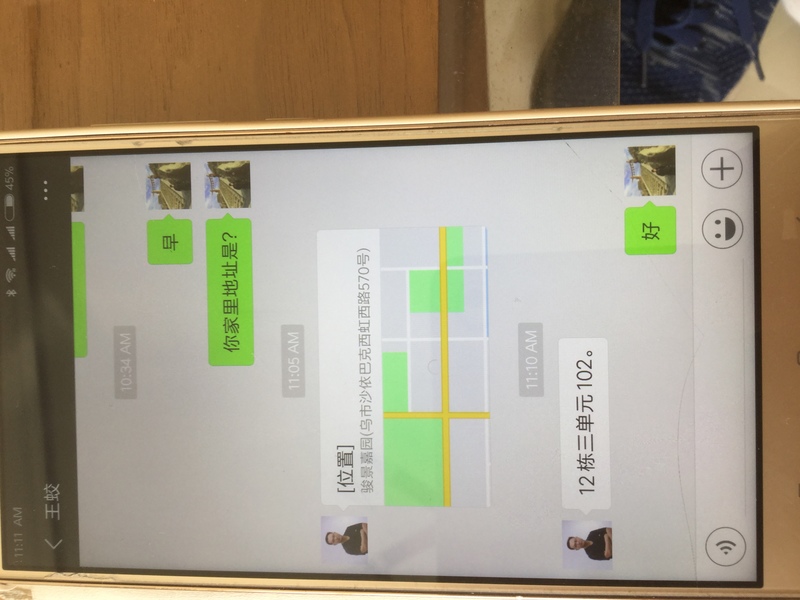 11:11 AM
45%
王蛟
10:34 AM
早
你家里地址是？
11:05 AM
[位置]
骏景嘉园(乌市沙依巴克西虹西路570号)
11:10 AM
12栋三单元102。
好